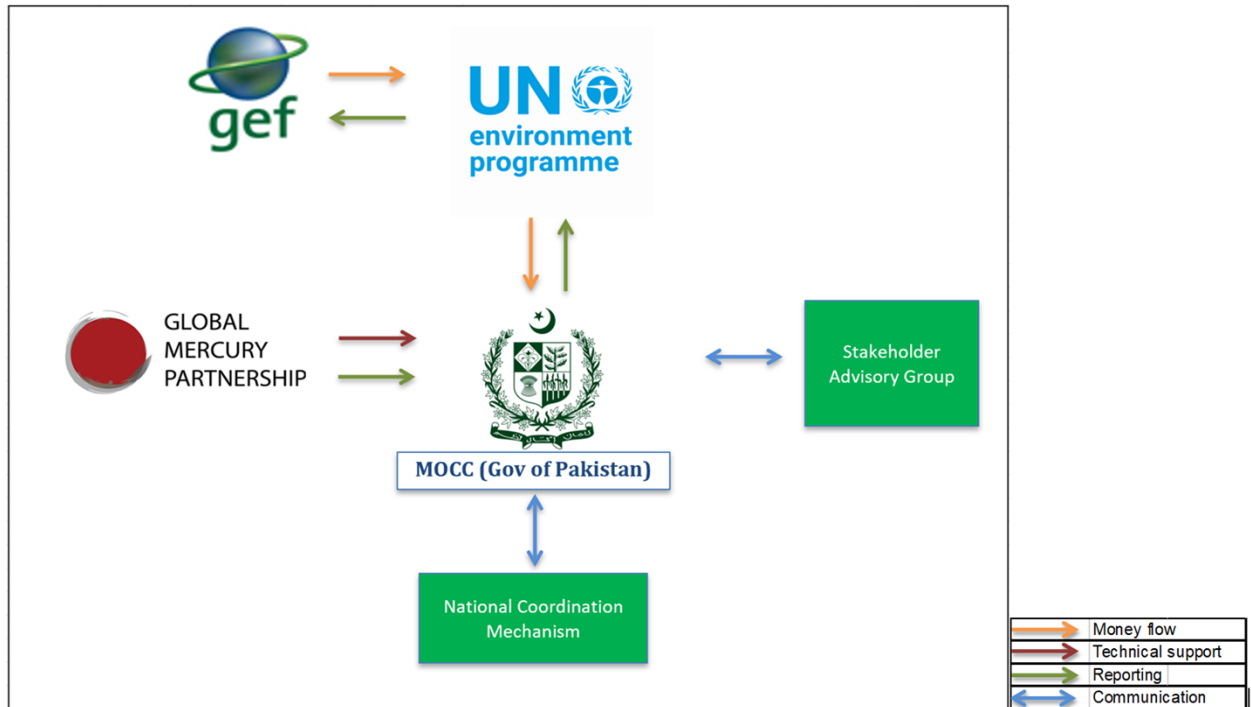 gef
UN
environment
programme
GLOBAL
MERCURY
PARTNERSHIP
Stakeholder
Advisory Group
MOCC (Gov of Pakistan)
National Coordination
Mechanism
Money flow
Technical support
Reporting
Communication